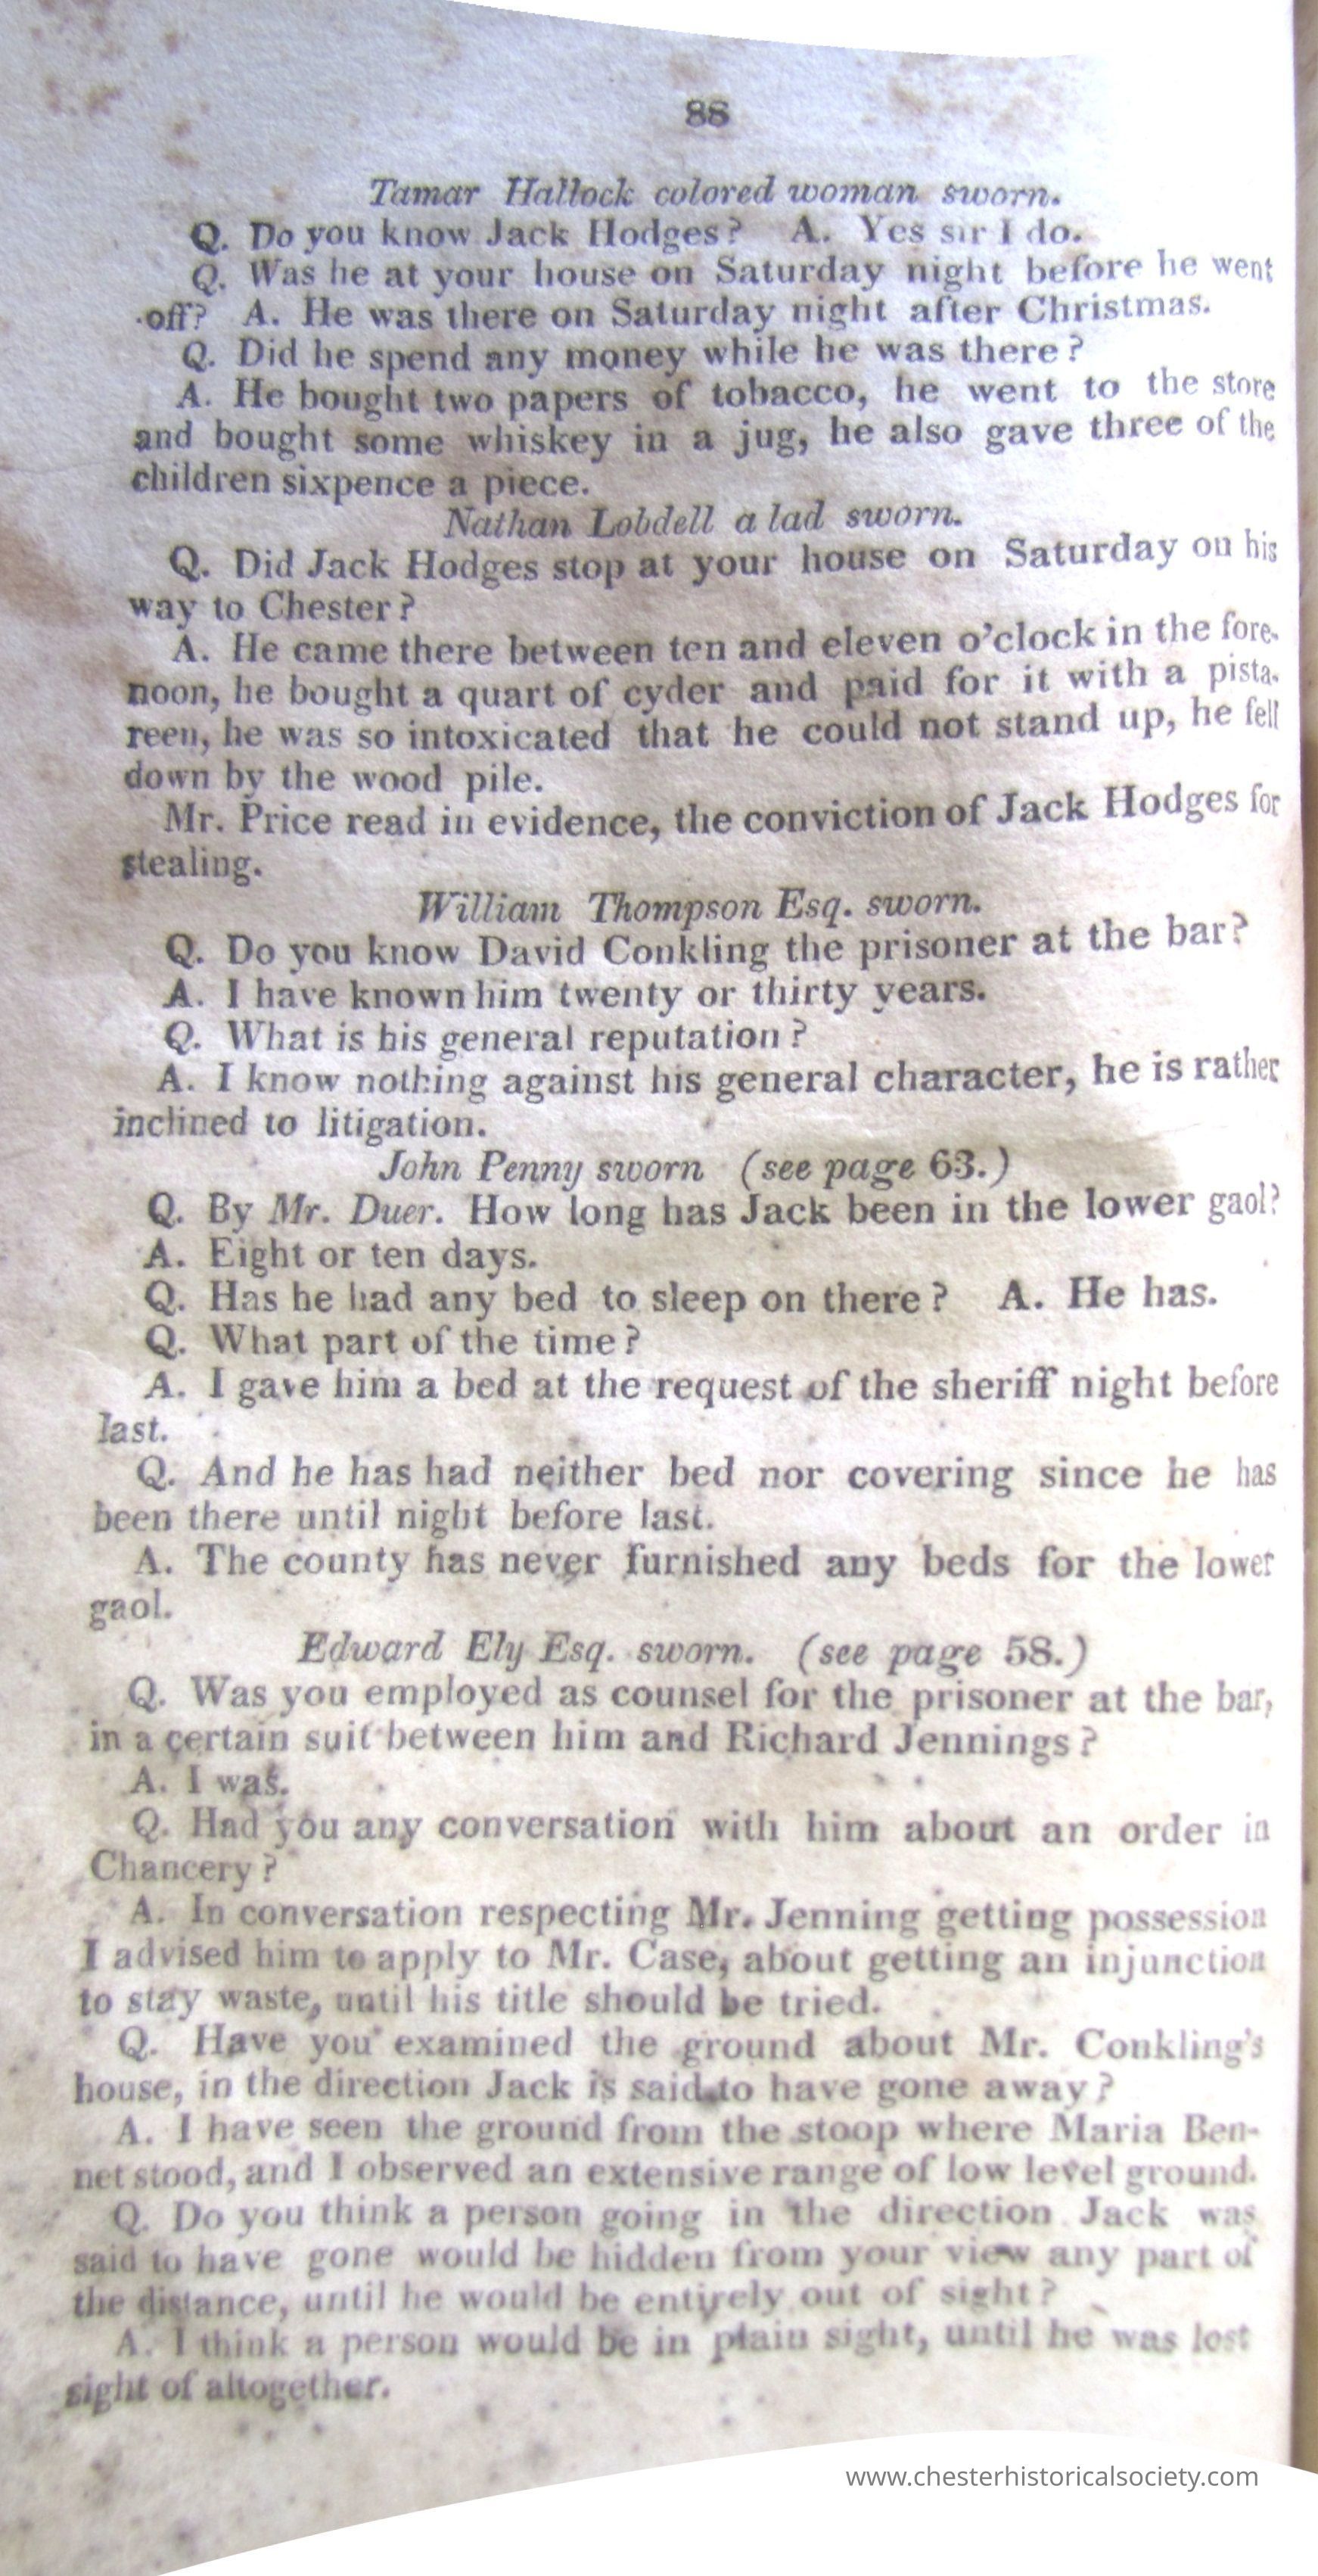 88
Tamar Hallock colored woman sworn.
Q. Do you know Jack Hodges? A. Yes sir I do.
Q. Was he at your house on Saturday night before he went
off? A. He was there on Saturday night after Christmas.
Q. Did he spend any money while he was there?
A. He bought two papers of tobacco, he went to the store
and bought some whiskey in a jug, he also gave three of the
children sixpence a piece.
Nathan Lobdell a lad sworn.
Q. Did Jack Hodges stop at your house on Saturday on his
way to Chester?
A. He came there between ten and eleven o'clock in the fore-
noon, he bought a quart of cyder and paid for it with a pista-
reen, he was so intoxicated that he could not stand up, he fell
down by the wood pile.
Mr. Price read in evidence, the conviction of Jack Hodges for
stealing.
William Thompson Esq. sworn.
Q. Do you know David Conkling the prisoner at the bar?
A. I have known him twenty or thirty years.
Q. What is his general reputation?
A. I know nothing against his general character, he is rather
inclined to litigation.
John Penny sworn (see page 63.)
Q. By Mr. Duer. How long has Jack been in the lower gaol?
A. Eight or ten days.
Q. Has he had any bed to sleep on there? A. He has.
Q. What part of the time?
A. I gave him a bed at the request of the sheriff night before
last.
Q. And he has had neither bed nor covering since he has
been there until night before last.
A. The county has never furnished any beds for the lower
gaol.
Edward Ely Esq. sworn. (see page 58.)
Q. Was you employed as counsel for the prisoner at the bar,
in a certain suit between him and Richard Jennings?
A. I was.
Q. Had you any conversation with him about an order in
Chancery?
A. In conversation respecting Mr. Jenning getting possession
I advised him to apply to Mr. Case, about getting an injunction
to stay waste, until his title should be tried.
Q. Have you examined the ground about Mr. Conkling's
house, in the direction Jack is said to have gone away?
A. I have seen the ground from the stoop where Maria Ben-
net stood, and I observed an extensive range of low level ground.
Q. Do you think a person going in the direction Jack was
said to have gone would be hidden from your view any part of
the distance, until he would be entirely out of sight?
A. I think a person would be in plain sight, until he was lost
sight of altogether.
www.chesterhistoricalsociety.com